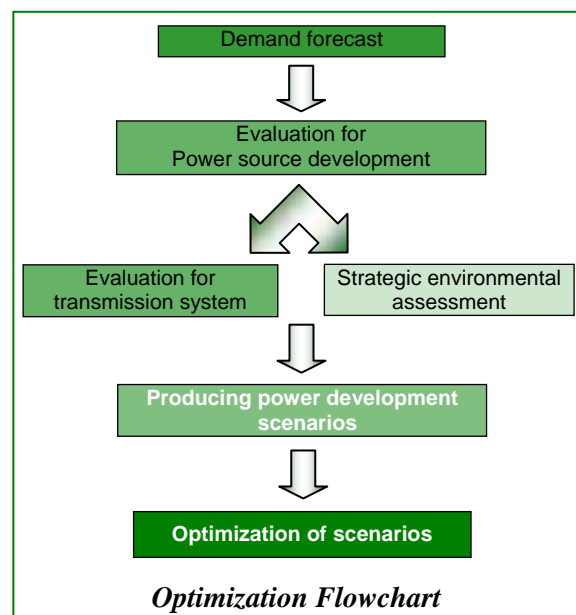 Demand forecast
Evaluation for
Power source development
Evaluation for
transmission system
Strategic environmental
assessment
Producing power development
scenarios
Optimization of scenarios
Optimization Flowchart